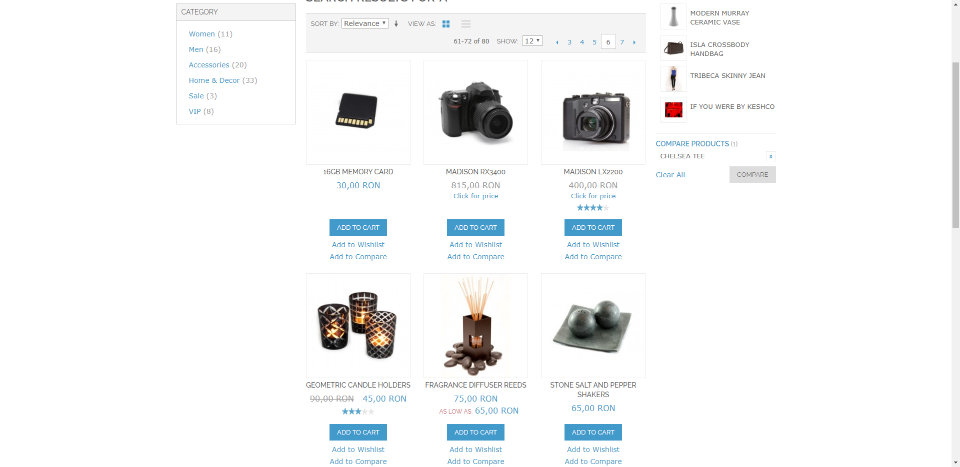 CATEGORY
Women (11)
Men (16)
Accessories (20)
Home & Decor (33)
Sale (3)
VIP (8)
SORT BY: Relevance VIEW AS:
61-72 of 80 SHOW: 12 3 4 5 6 7
16GB MEMORY CARD
30,00 RON
ADD TO CART
Add to Wishlist
Add to Compare
MADISON RX3400
815,00 RON
Click for price
ADD TO CART
Add to Wishlist
Add to Compare
MADISON LX2200
400,00 RON
Click for price
ADD TO CART
Add to Wishlist
Add to Compare
GEOMETRIC CANDLE HOLDERS
90,00 RON 45,00 RON
ADD TO CART
Add to Wishlist
Add to Compare
FRAGRANCE DIFFUSER REEDS
75,00 RON
AS LOW AS: 65,00 RON
ADD TO CART
Add to Wishlist
Add to Compare
STONE SALT AND PEPPER
SHAKERS
65,00 RON
ADD TO CART
Add to Wishlist
Add to Compare
MODERN MURRAY
CERAMIC VASE
ISLA CROSSBODY
HANDBAG
TRIBECA SKINNY JEAN
IF YOU WERE BY KESHCO
COMPARE PRODUCTS (1)
CHELSEA TEE x
Clear All COMPARE